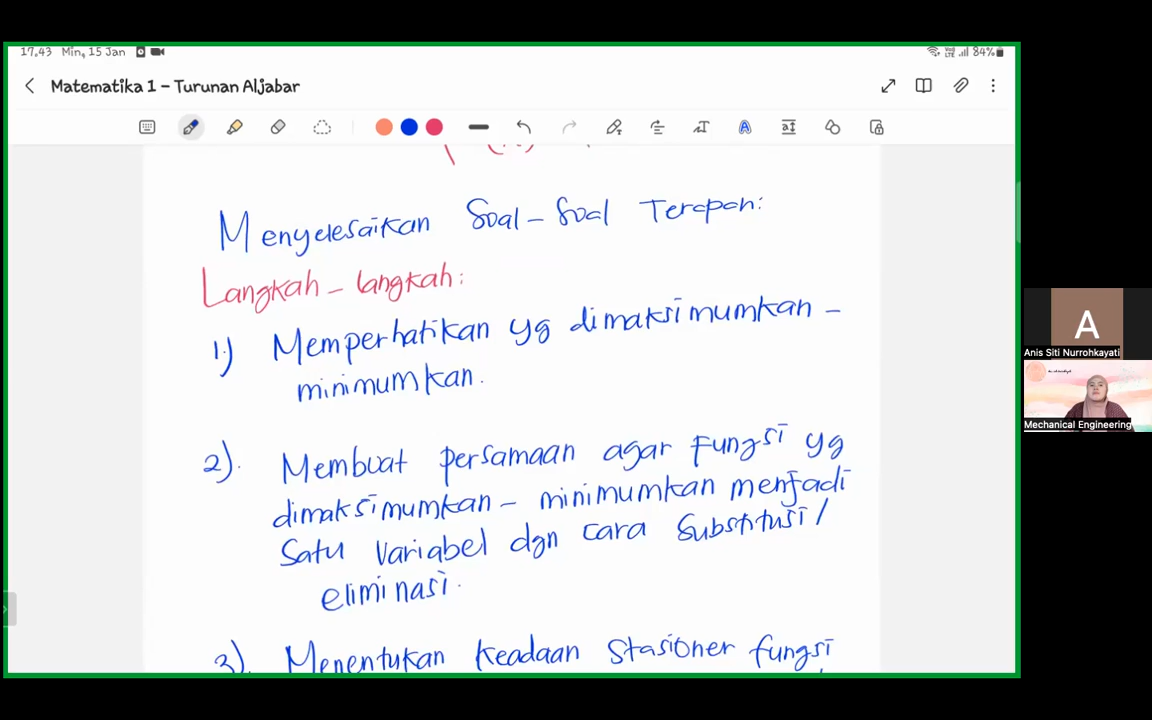 17.43 Min, 15 Jan
84%
Matematika 1 - Turunan Aljabar
Menyelesaikan Soal-Soal Terapan:
Langkah-langkah:
1.) Memperhatikan yg dimaksimumkan -
minimumkan.
2). Membuat persamaan agar fungsi yg
dimaksimumkan - minimumkan menjadi
satu variabel dgn cara substitusi/
eliminasi.
3). Menentukan keadaan stasioner fungsi
A
Anis Siti Nurrohkayati
Mechanical Engineering